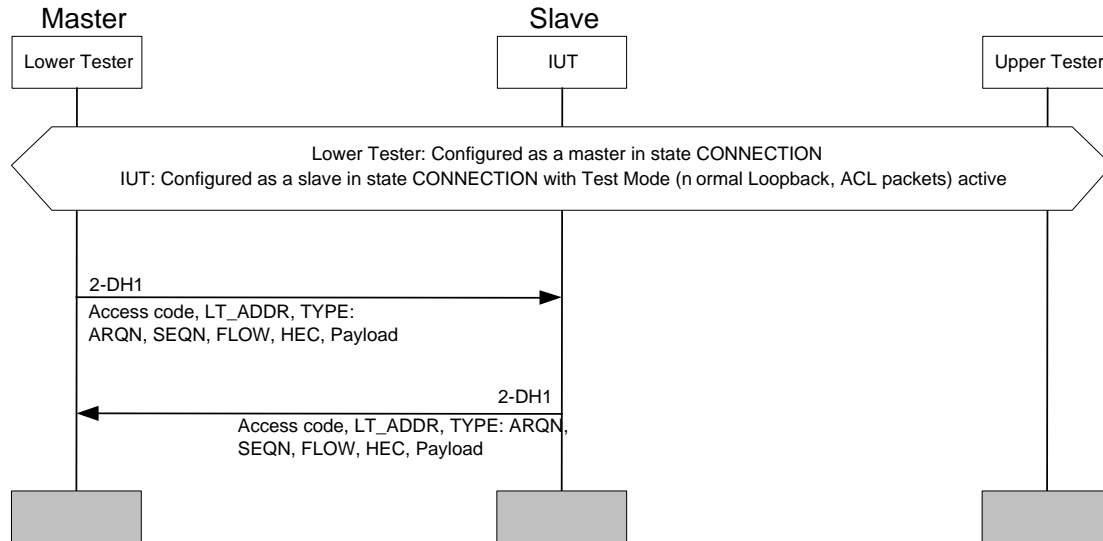 Master
Slave
Lower Tester
IUT
Upper Tester
Lower Tester: Configured as a master in state CONNECTION
IUT: Configured as a slave in state CONNECTION with Test Mode (n ormal Loopback, ACL packets) active
2-DH1
Access code, LT_ADDR, TYPE:
ARQN, SEQN, FLOW, HEC, Payload
2-DH1
Access code, LT_ADDR, TYPE: ARQN,
SEQN, FLOW, HEC, Payload